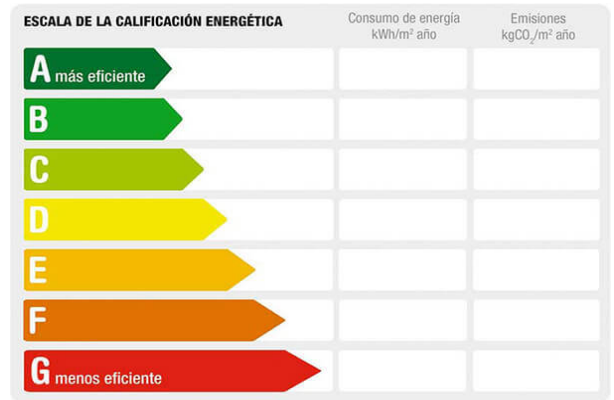 ESCALA DE LA CALIFICACIÓN ENERGÉTICA
Consumo de energía
kWh/m² año
Emisiones
kgCO₂/m² año
A más eficiente
B
C
D
E
F
G menos eficiente